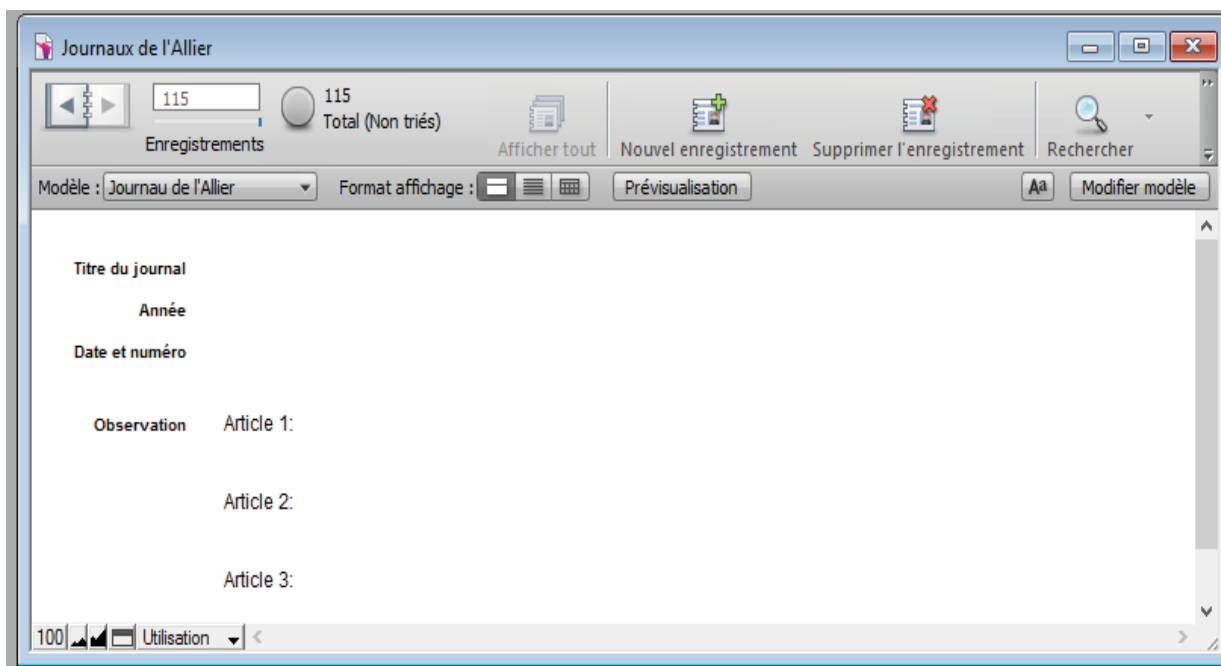 Journaux de l'Allier
115
115
Total (Non triés)
Enregistrements
Afficher tout
Nouvel enregistrement
Supprimer l'enregistrement
Rechercher
Modèle : Journau de l'Allier
Format affichage :
Prévisualisation
Aa
Modifier modèle
Titre du journal
Année
Date et numéro
Observation
Article 1:
Article 2:
Article 3:
100
Utilisation